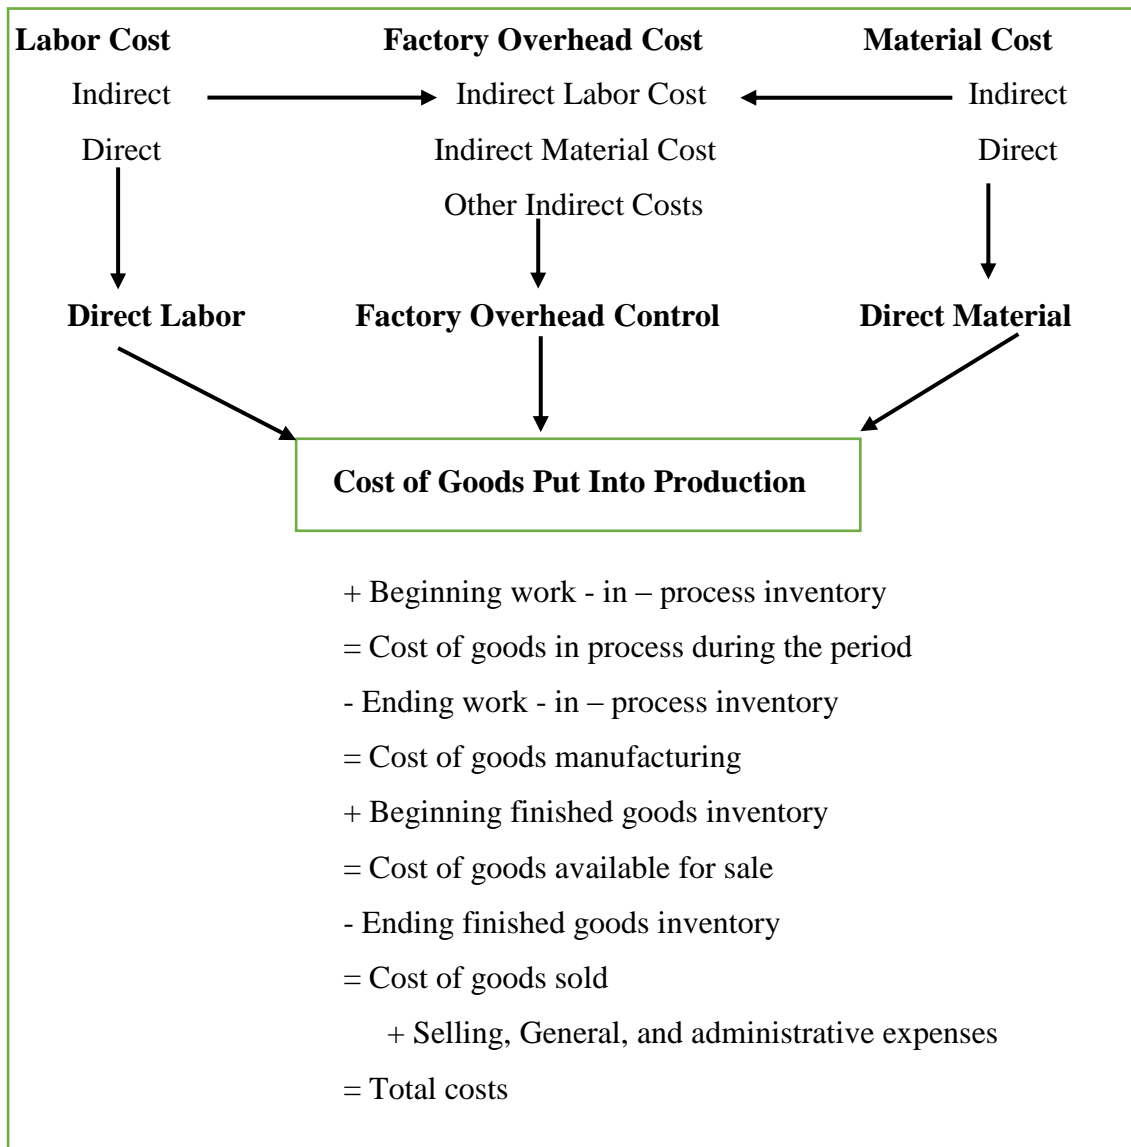 Labor Cost Factory Overhead Cost Material Cost
Indirect Indirect Labor Cost Indirect
Direct Indirect Material Cost Direct
Other Indirect Costs
Direct Labor Factory Overhead Control Direct Material
Cost of Goods Put Into Production
+ Beginning work - in – process inventory
= Cost of goods in process during the period
- Ending work - in – process inventory
= Cost of goods manufacturing
+ Beginning finished goods inventory
= Cost of goods available for sale
- Ending finished goods inventory
= Cost of goods sold
+ Selling, General, and administrative expenses
= Total costs